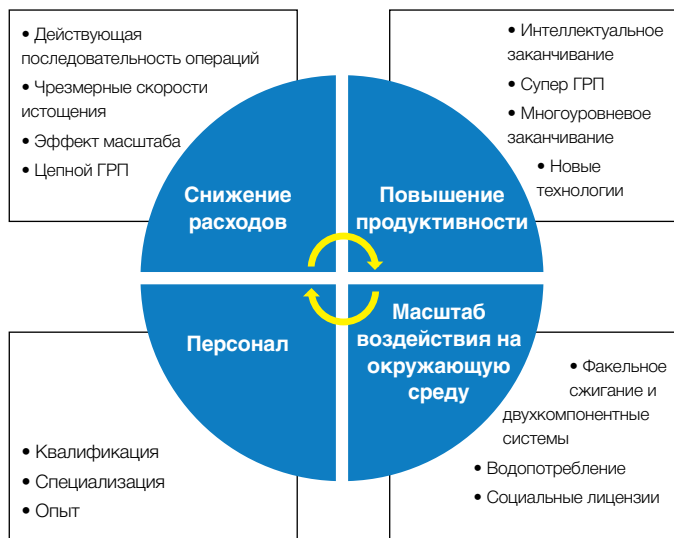 • Действующая
последовательность операций
• Чрезмерные скорости
истощения
• Эффект масштаба
• Цепной ГРП
• Интеллектуальное
заканчивание
• Супер ГРП
• Многоуровневое
заканчивание
• Новые
технологии
Снижение
расходов
Повышение
продуктивности
Персонал
Масштаб
воздействия на
окружающую
среду
• Квалификация
• Специализация
• Опыт
• Факельное
сжигание и
двухкомпонентные
системы
• Водопотребление
• Социальные лицензии